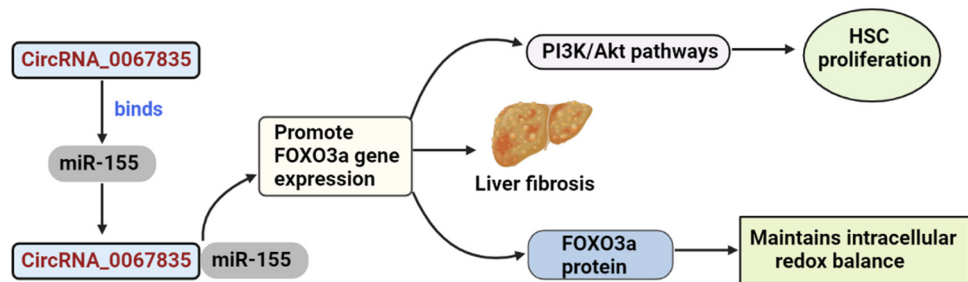 CircRNA_0067835
binds
miR-155
CircRNA_0067835
miR-155
Promote
FOXO3a gene
expression
PI3K/Akt pathways
HSC
proliferation
Liver fibrosis
FOXO3a
protein
Maintains intracellular
redox balance